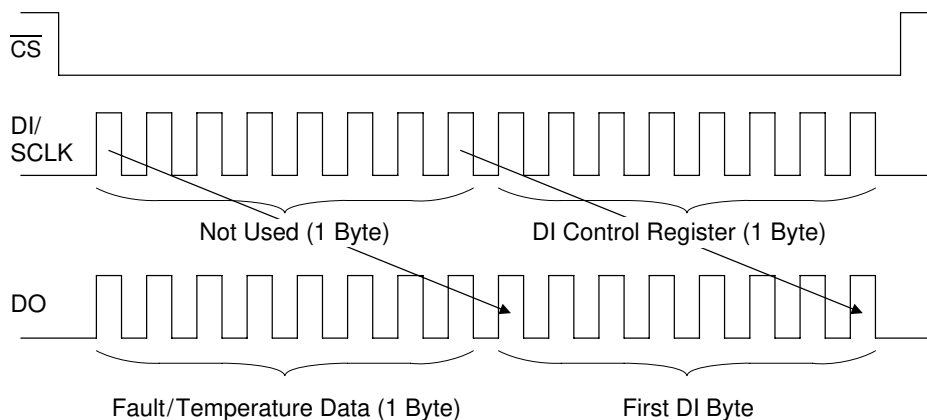 CS
DI/
SCLK
Not Used (1 Byte)
DI Control Register (1 Byte)
DO
Fault/Temperature Data (1 Byte)
First DI Byte